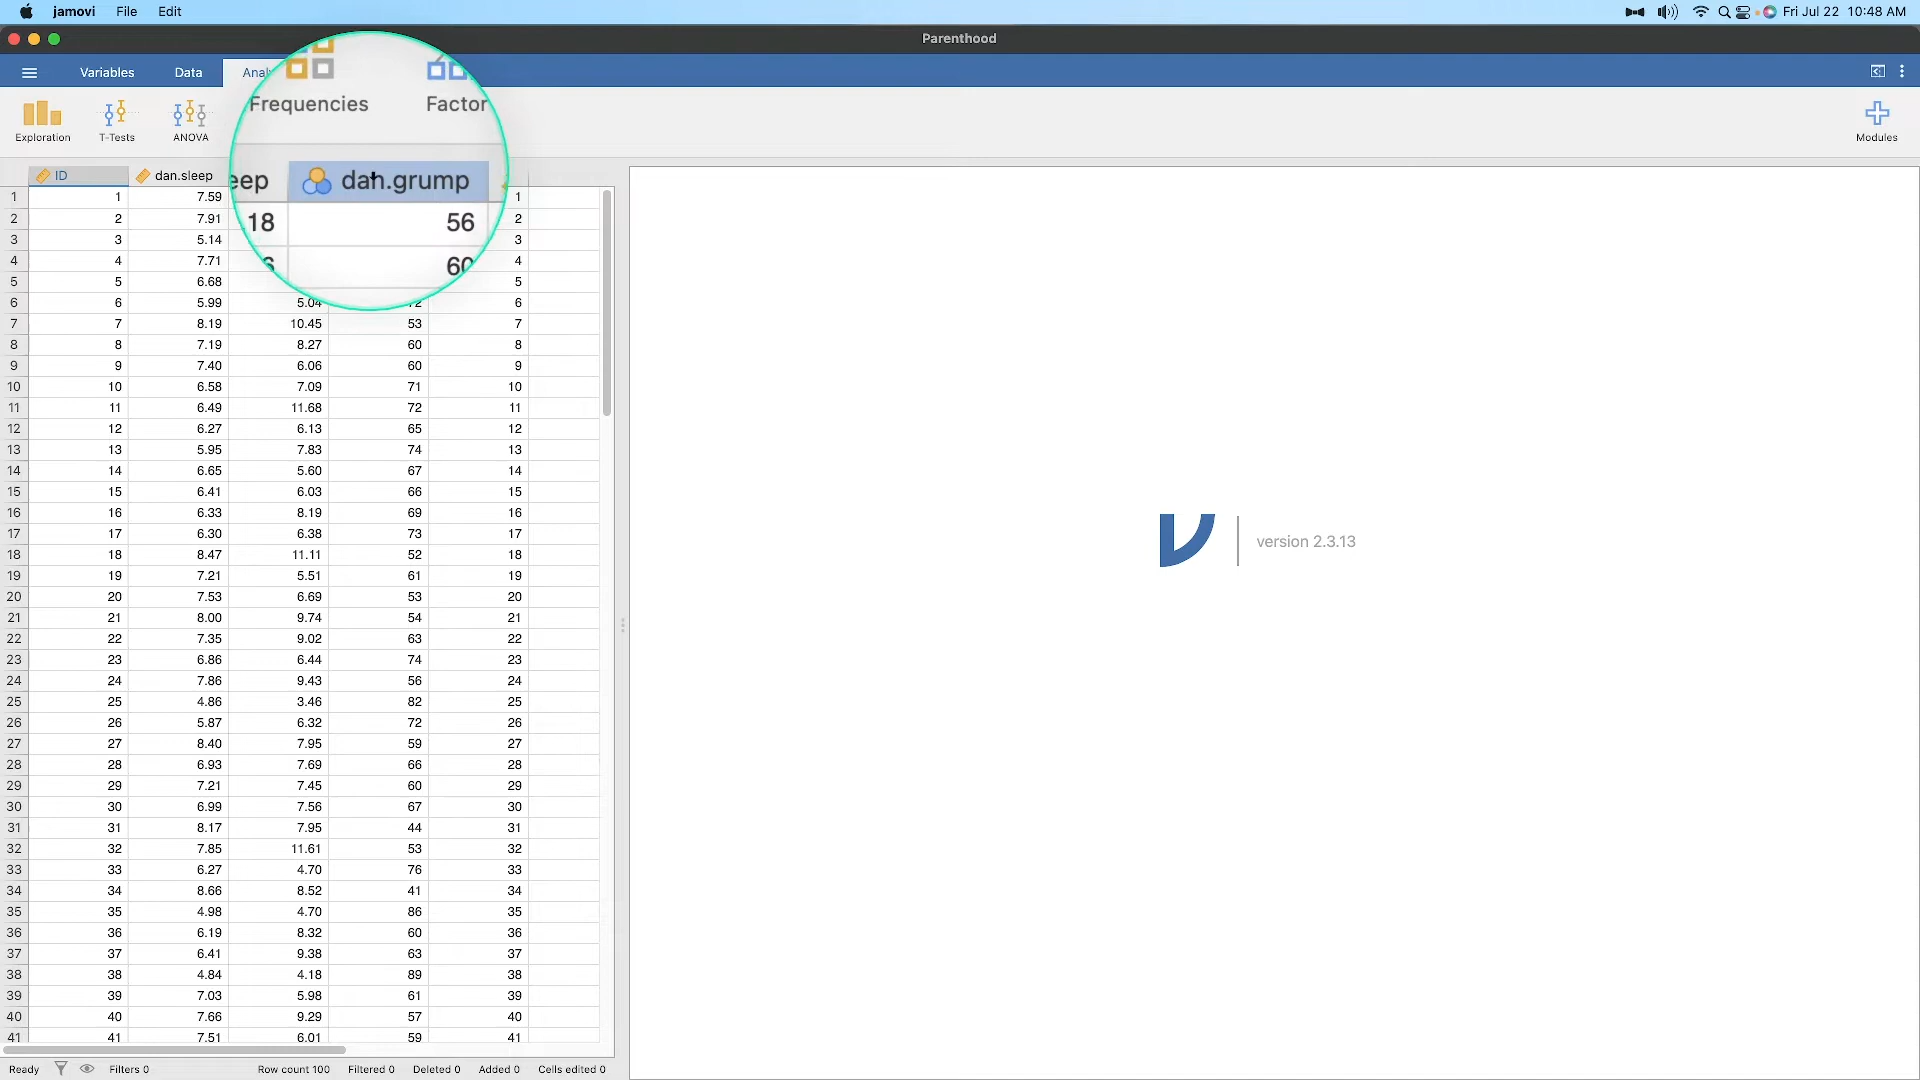 jamovi File Edit Fri Jul 22 10:48 AM
Parenthood
Variables Data
Exploration T-Tests ANOVA Frequencies Factor Modules
ID dan.sleep dan.grump
1 1 7.59 18 56 1
2 2 7.91 60 2
3 3 5.14 3
4 4 7.71 4
5 5 6.68 5
6 6 5.99 5.04 6
7 7 8.19 10.45 53 7
8 8 7.19 8.27 60 8
9 9 7.40 6.06 60 9
10 10 6.58 7.09 71 10
11 11 6.49 11.68 72 11
12 12 6.27 6.13 65 12
13 13 5.95 7.83 74 13
14 14 6.65 5.60 67 14
15 15 6.41 6.03 66 15
16 16 6.33 8.19 69 16
17 17 6.30 6.38 73 17
18 18 8.47 11.11 52 18
19 19 7.21 5.51 61 19
20 20 7.53 6.69 53 20
21 21 8.00 9.74 54 21
22 22 7.35 9.02 63 22
23 23 6.86 6.44 74 23
24 24 7.86 9.43 56 24
25 25 4.86 3.46 82 25
26 26 5.87 6.32 72 26
27 27 8.40 7.95 59 27
28 28 6.93 7.69 66 28
29 29 7.21 7.45 60 29
30 30 6.99 7.56 67 30
31 31 8.17 7.95 44 31
32 32 7.85 11.61 53 32
33 33 6.27 4.70 76 33
34 34 8.66 8.52 41 34
35 35 4.98 4.70 86 35
36 36 6.19 8.32 60 36
37 37 6.41 9.38 63 37
38 38 4.84 4.18 89 38
39 39 7.03 5.98 61 39
40 40 7.66 9.29 57 40
41 41 7.51 6.01 59 41
version 2.3.13
Ready Filters 0 Row count 100 Filtered 0 Deleted 0 Added 0 Cells edited 0